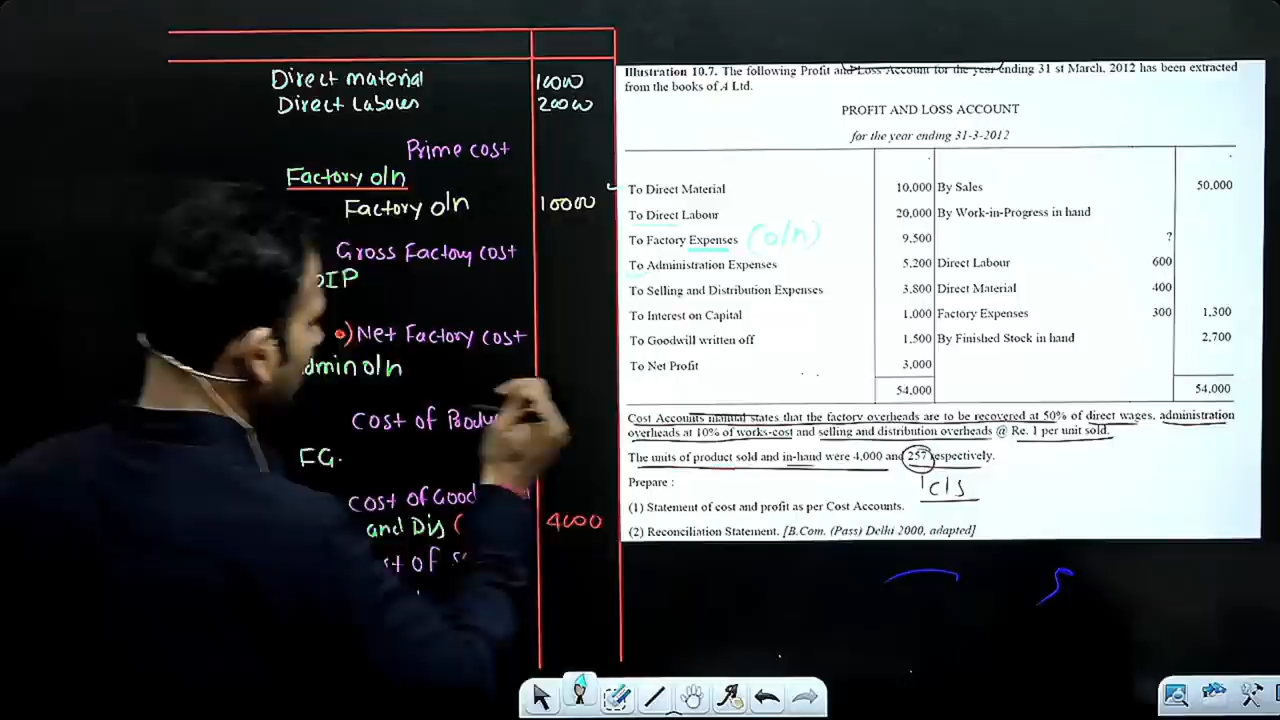 Direct material 10000
Direct Labour 20000
Prime cost
Factory o/n
Factory o/n 10000
Gross Factory cost
IP
Net Factory cost
dmin o/n
Cost of Produ
FG.
Cost of Good
and Dis ( 4000
st of s
Illustration 10.7. The following Profit and Loss Account for the year ending 31 st March, 2012 has been extracted
from the books of A Ltd.
PROFIT AND LOSS ACCOUNT
for the year ending 31-3-2012
To Direct Material 10,000 By Sales 50,000
To Direct Labour 20,000 By Work-in-Progress in hand
To Factory Expenses (o/n) 9,500 ?
To Administration Expenses 5,200 Direct Labour 600
To Selling and Distribution Expenses 3,800 Direct Material 400
To Interest on Capital 1,000 Factory Expenses 300 1,300
To Goodwill written off 1,500 By Finished Stock in hand 2,700
To Net Profit 3,000
54,000 54,000
Cost Accounts manual states that the factory overheads are to be recovered at 50% of direct wages, administration
overheads at 10% of works-cost and selling and distribution overheads @ Re. 1 per unit sold.
The units of product sold and in-hand were 4,000 and 257 respectively.
Prepare :
c/s
(1) Statement of cost and profit as per Cost Accounts.
(2) Reconciliation Statement. [B.Com. (Pass) Delhi 2000, adapted]